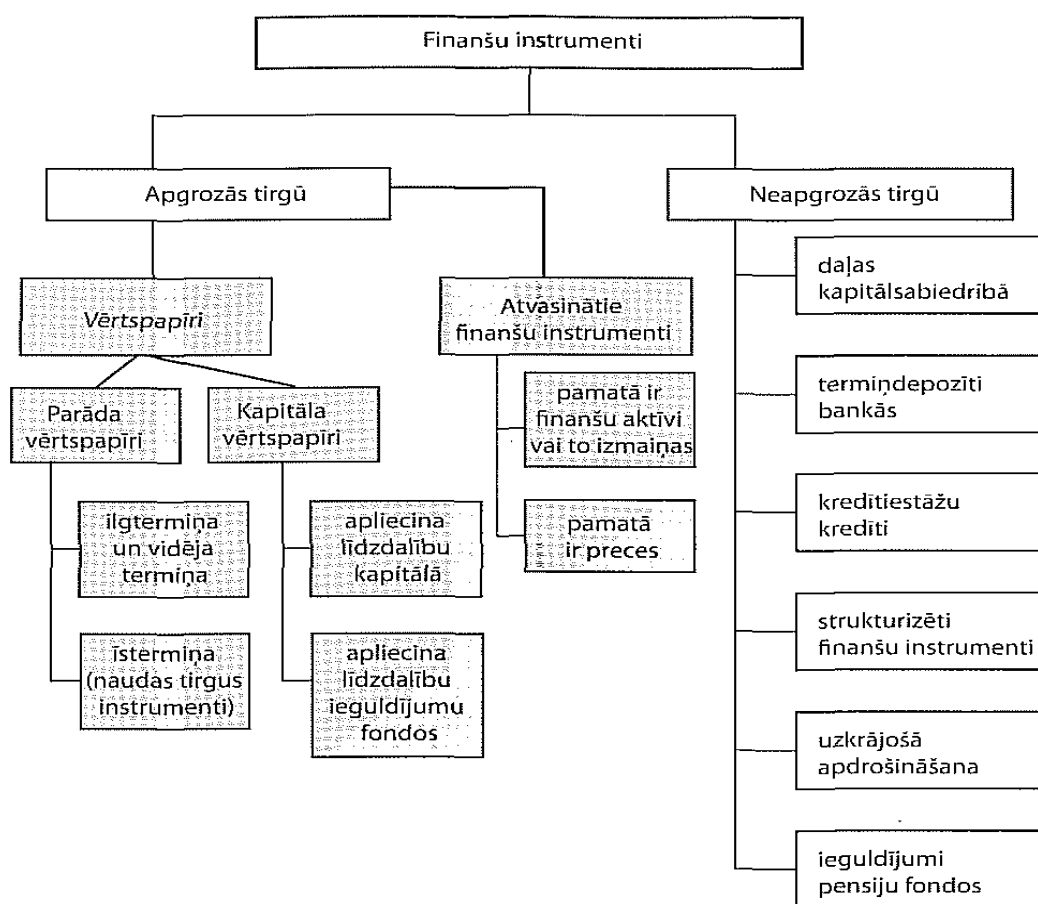 Finanšu instrumenti
Apgrozās tirgū
Neapgrozās tirgū
Vērtspapīri
Atvasinātie
finanšu instrumenti
Parāda
vērtspapīri
Kapitāla
vērtspapīri
ilgtermiņa
un vidēja
termiņa
īstermiņa
(naudas tirgus
instrumenti)
apliecina
līdzdalību
kapitālā
apliecina
līdzdalību
ieguldījumu
fondos
pamatā ir
finanšu aktīvi
vai to izmaiņas
pamatā
ir preces
daļas
kapitālsabiedrībā
termiņdepozīti
bankās
kredītiestāžu
kredīti
strukturizēti
finanšu instrumenti
uzkrājošā
apdrošināšana
ieguldījumi
pensiju fondos